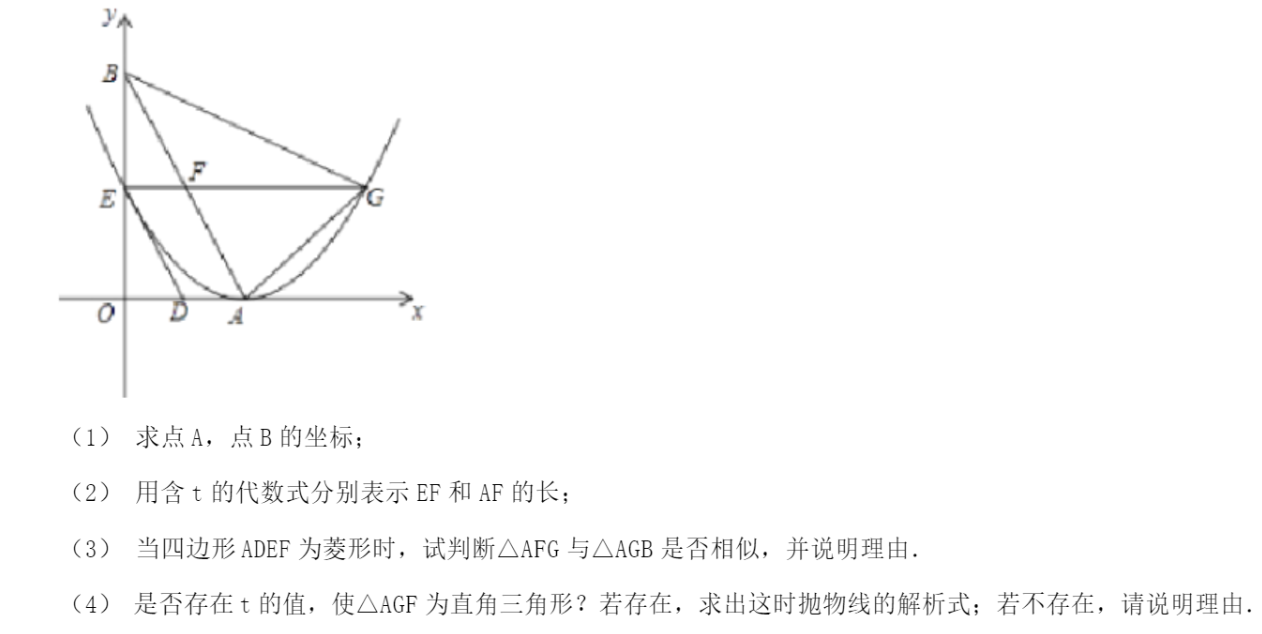 y
B
F
E
G
O
D
A
x
（1） 求点 A，点 B 的坐标；
（2） 用含 t 的代数式分别表示 EF 和 AF 的长；
（3） 当四边形 ADEF 为菱形时，试判断△AFG 与△AGB 是否相似，并说明理由．
（4） 是否存在 t 的值，使△AGF 为直角三角形？若存在，求出这时抛物线的解析式；若不存在，请说明理由．